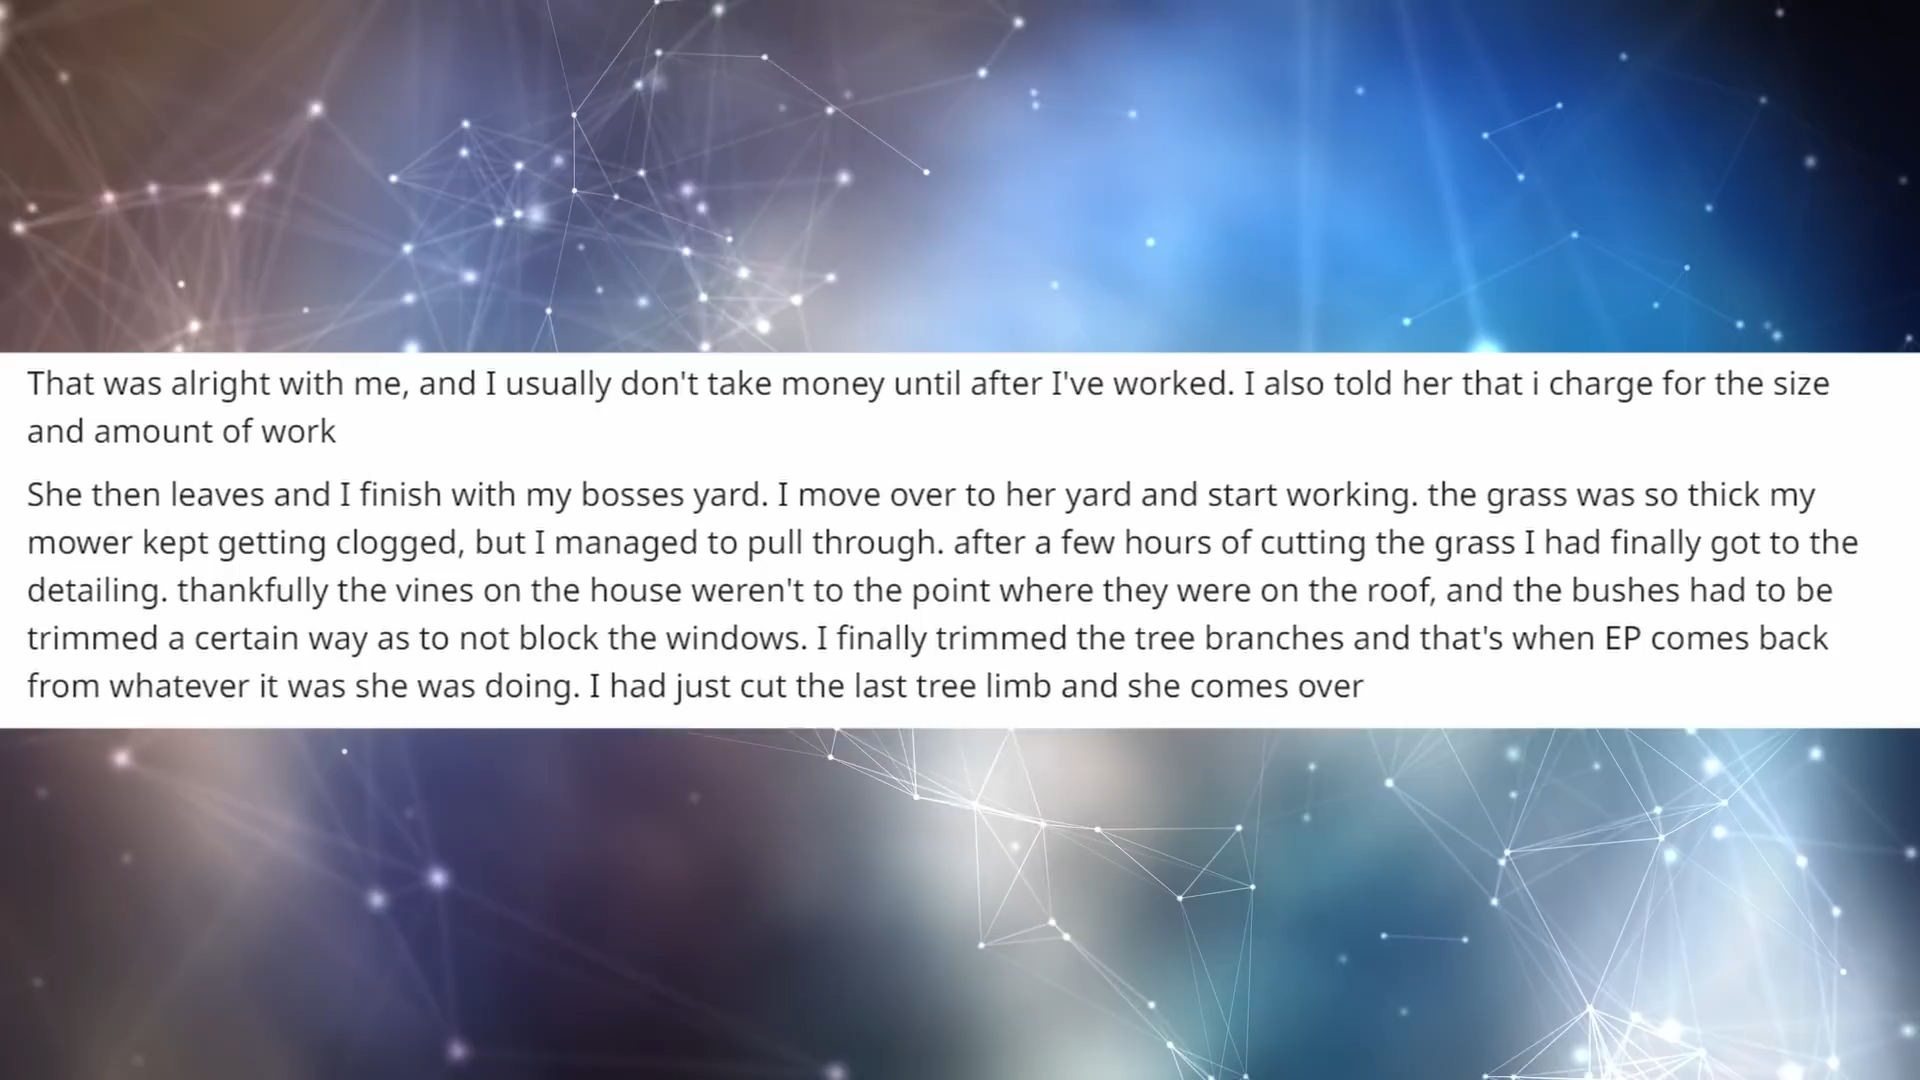 That was alright with me, and I usually don't take money until after I've worked. I also told her that i charge for the size
and amount of work
She then leaves and I finish with my bosses yard. I move over to her yard and start working. the grass was so thick my
mower kept getting clogged, but I managed to pull through. after a few hours of cutting the grass I had finally got to the
detailing. thankfully the vines on the house weren't to the point where they were on the roof, and the bushes had to be
trimmed a certain way as to not block the windows. I finally trimmed the tree branches and that's when EP comes back
from whatever it was she was doing. I had just cut the last tree limb and she comes over